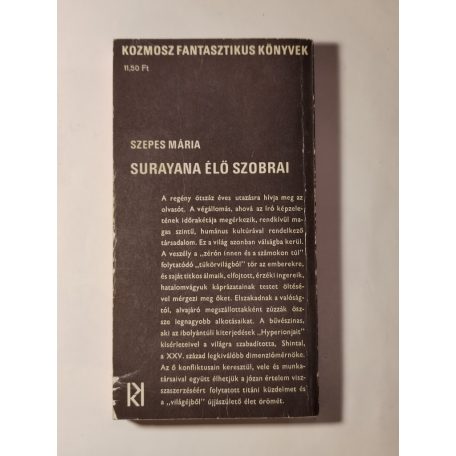 KOZMOSZ FANTASZTIKUS KÖNYVEK
11,50 Ft
SZEPES MÁRIA
SURAYANA ÉLŐ SZOBRAI
A regény ötszáz éves utazásra hívja meg az
olvasót. A végállomás, ahová az író képzele-
tének időrakétája megérkezik, rendkívül ma-
gas szintű, humánus kultúrával rendelkező
társadalom. Ez a világ azonban válságba kerül.
A veszély a „zérón innen és a számokon túl"
folytatódó „tükörvilágból" tör az emberekre,
és saját titkos álmaik, elfojtott, érzéki ingereik,
hatalomvágyuk káprázatainak testet öltésé-
vel mérgezi meg őket. Elszakadnak a valóság-
tól, alvajáró megszállottakként zúzzák ösz-
sze legnagyobb alkotásaikat. A bűvészinas,
aki az ibolyántúli kiterjedések „Hyperionjait"
kísérleteivel a világra szabadította, Shintal,
a XXV. század legkiválóbb dimenziómérnöke.
Az ő konfliktusain keresztül, vele és munka-
társaival együtt élhetjük a józan értelem visz-
szaszerzéséért folytatott titáni küzdelmet és
a „világéjből" újjászülető élet örömét.